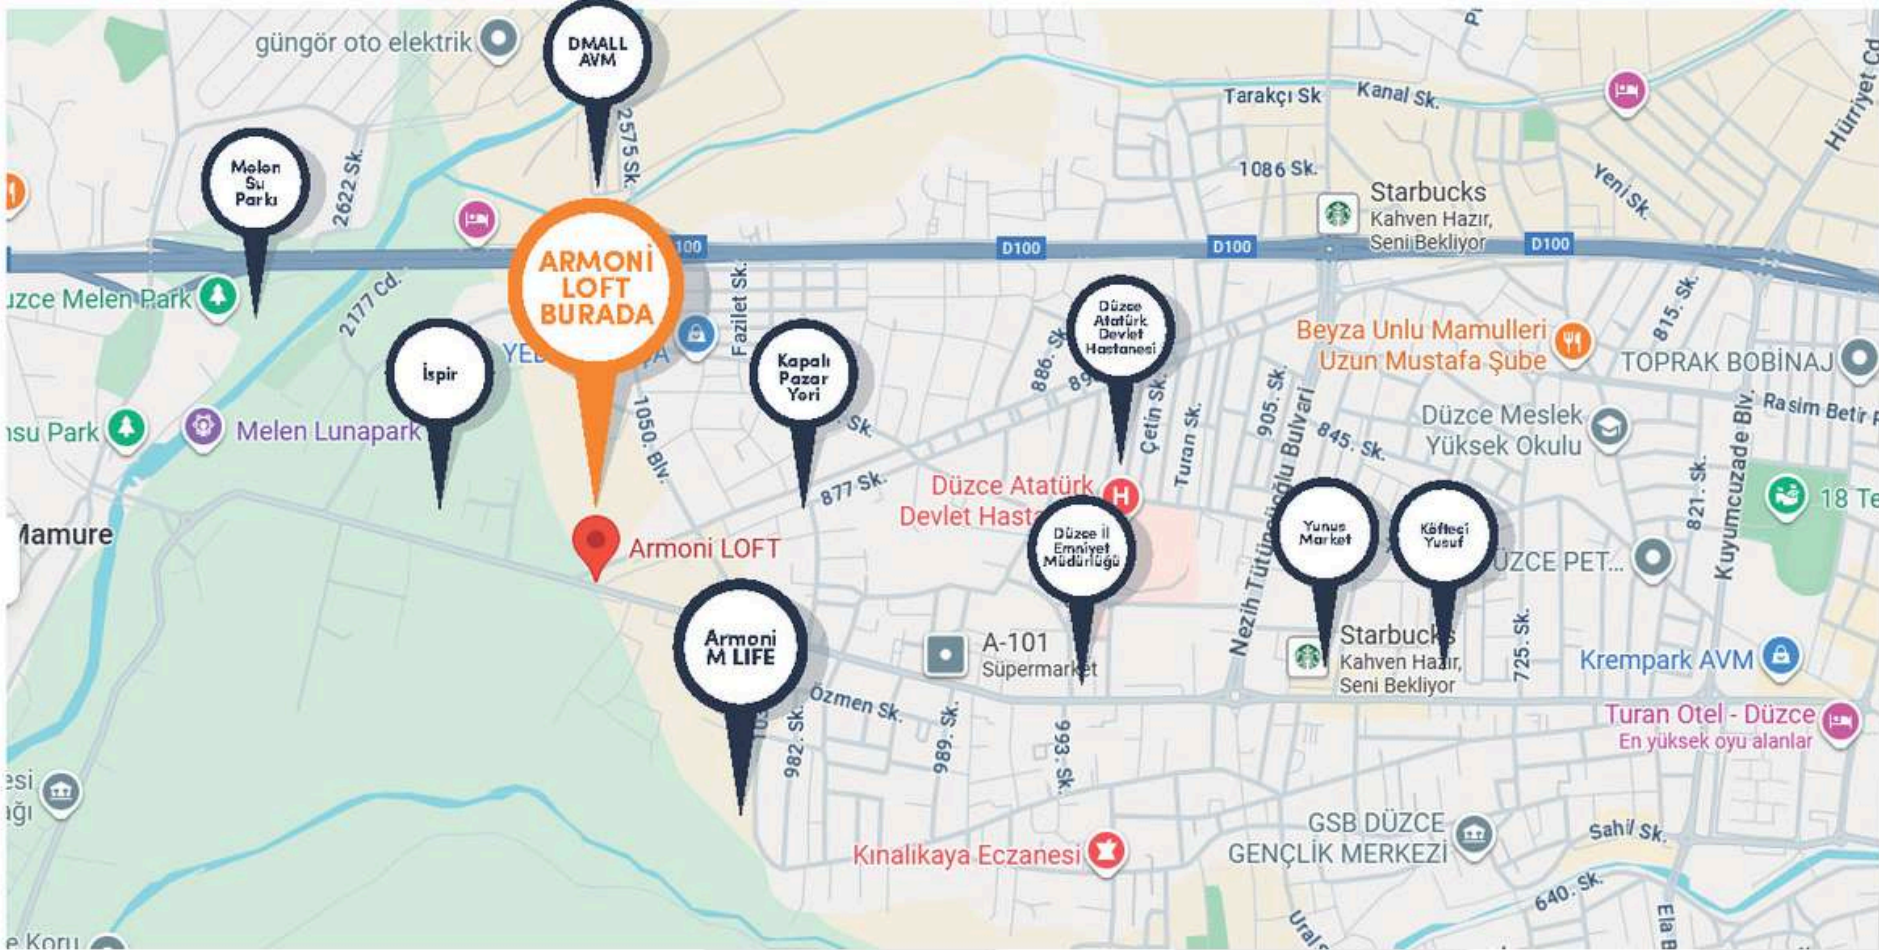 güngör oto elektrik
DMALL
AVM
2575 Sk.
Tarakçı Sk
Kanal Sk.
Hürriyet Cd
Melen
Su
Parkı
2622 Sk.
1086 Sk.
Yeni Sk.
Starbucks
Kahven Hazır,
Seni Bekliyor
ARMONİ
LOFT
BURADA
100
D100
D100
D100
Melen Park
2177 Cd.
Fazilet Sk.
Düzce
Atatürk
Devlet
Hastanesi
815. Sk.
Beyza Unlu Mamulleri
Uzun Mustafa Şube
TOPRAK BOBİNAJ
İspir
Kapalı
Pazar
Yeri
886. Sk
Çetin Sk.
Turan Sk.
905. Sk.
845. Sk.
Düzce Meslek
Yüksek Okulu
Rasim Betir
Park
Melen Lunapark
1050. Blv.
Sk.
877 Sk.
Düzce Atatürk
Devlet
H
821. Sk.
Kuyumcuzade Blv.
18
Mamure
Armoni LOFT
Düzce İl
Emniyet
Müdürlüğü
Nezih Tütüncüoğlu Bulvarı
Yunus
Market
Köfteci
Yusuf
PET...
Armoni
M LIFE
A-101
Süpermarket
Starbucks
Kahven Hazır,
Seni Bekliyor
725. Sk.
Krempark AVM
Özmen Sk.
982. Sk.
989. Sk.
993. Sk.
Turan Otel - Düzce
En yüksek oyu alanlar
Kınalıkaya Eczanesi
GSB DÜZCE
GENÇLİK MERKEZİ
Sahil Sk.
640. Sk.
Koru